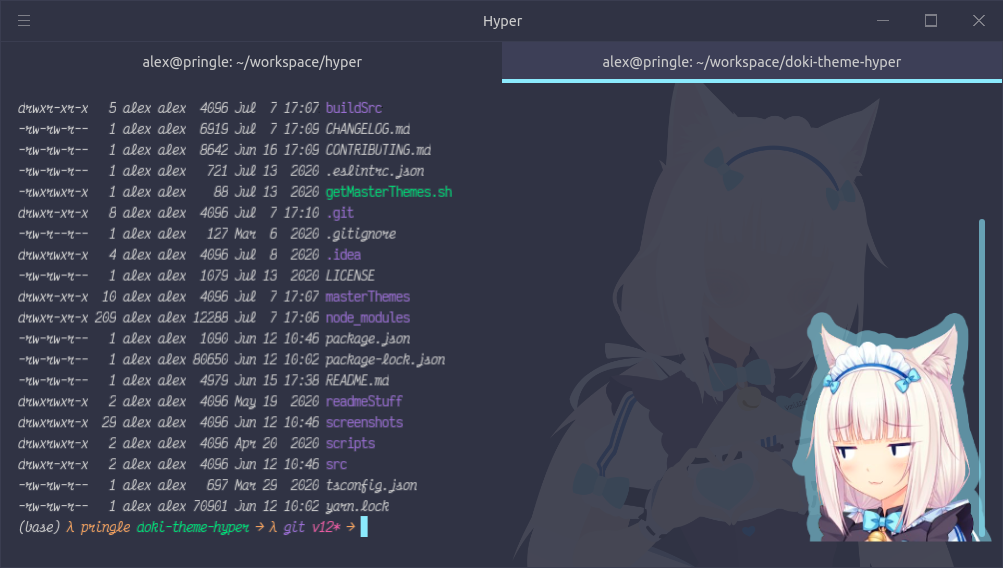 Hyper
alex@pringle: ~/workspace/hyper
alex@pringle: ~/workspace/doki-theme-hyper
drwxr-xr-x 5 alex alex 4096 Jul 7 17:07 buildSrc
-rw-rw-r-- 1 alex alex 6919 Jul 7 17:09 CHANGELOG.md
-rw-rw-r-- 1 alex alex 8642 Jun 16 17:09 CONTRIBUTING.md
-rw-rw-r-- 1 alex alex 721 Jul 13 2020 .eslintrc.json
-rwxrwxr-x 1 alex alex 88 Jul 13 2020 getMasterThemes.sh
drwxr-xr-x 8 alex alex 4096 Jul 7 17:10 .git
-rw-r--r-- 1 alex alex 127 Mar 6 2020 .gitignore
drwxrwxr-x 4 alex alex 4096 Jul 8 2020 .idea
-rw-rw-r-- 1 alex alex 1079 Jul 13 2020 LICENSE
drwxr-xr-x 10 alex alex 4096 Jul 7 17:07 masterThemes
drwxr-xr-x 209 alex alex 12288 Jul 7 17:06 node_modules
-rw-rw-r-- 1 alex alex 1090 Jun 12 10:46 package.json
-rw-rw-r-- 1 alex alex 80650 Jun 12 10:02 package-lock.json
-rw-rw-r-- 1 alex alex 4979 Jun 15 17:38 README.md
drwxrwxr-x 2 alex alex 4096 May 19 2020 readmeStuff
drwxrwxr-x 29 alex alex 4096 Jun 12 10:46 screenshots
drwxrwxr-x 2 alex alex 4096 Apr 20 2020 scripts
drwxrwxr-x 2 alex alex 4096 Jun 12 10:46 src
-rw-rw-r-- 1 alex alex 697 Mar 29 2020 tsconfig.json
-rw-rw-r-- 1 alex alex 70901 Jun 12 10:02 yarn.lock
(base) λ pringle doki-theme-hyper → λ git v12* →